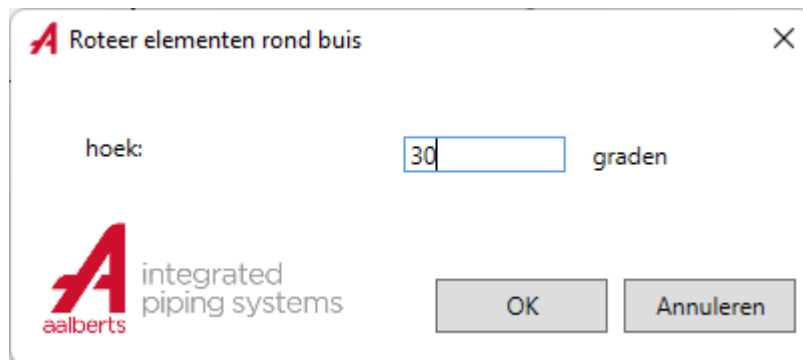 Roteer elementen rond buis
hoek:
30
graden
integrated
piping systems
aalberts
OK
Annuleren